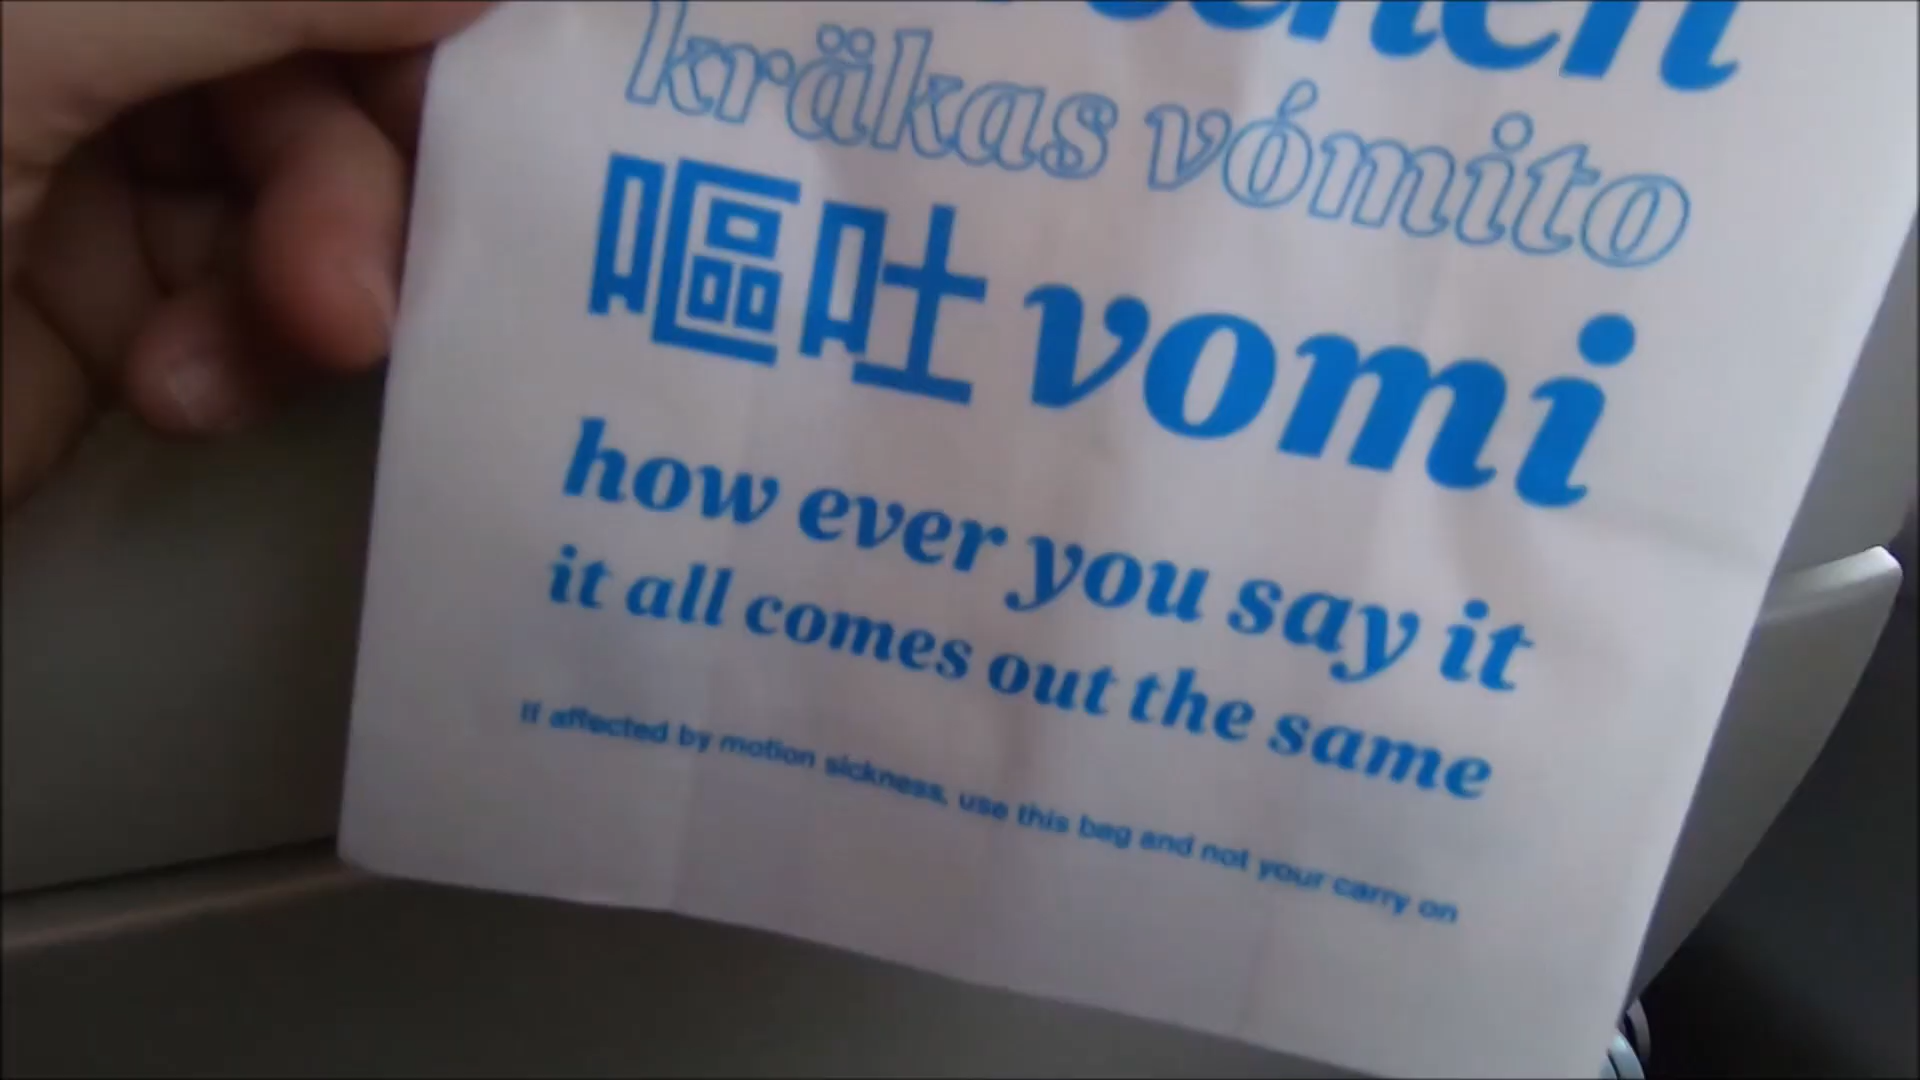 kräkas vómito
嘔吐 vomi
how ever you say it
it all comes out the same
If affected by motion sickness, use this bag and not your carry on